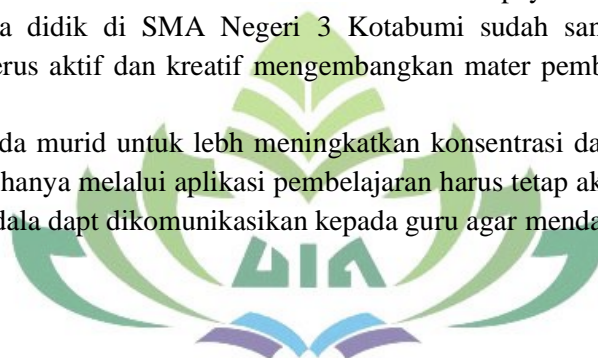 a didik di SMA Negeri 3 Kotabumi sudah san
erus aktif dan kreatif mengembangkan mater pemb
da murid untuk lebh meningkatkan konsentrasi da
hanya melalui aplikasi pembelajaran harus tetap ak
dala dapt dikomunikasikan kepada guru agar menda